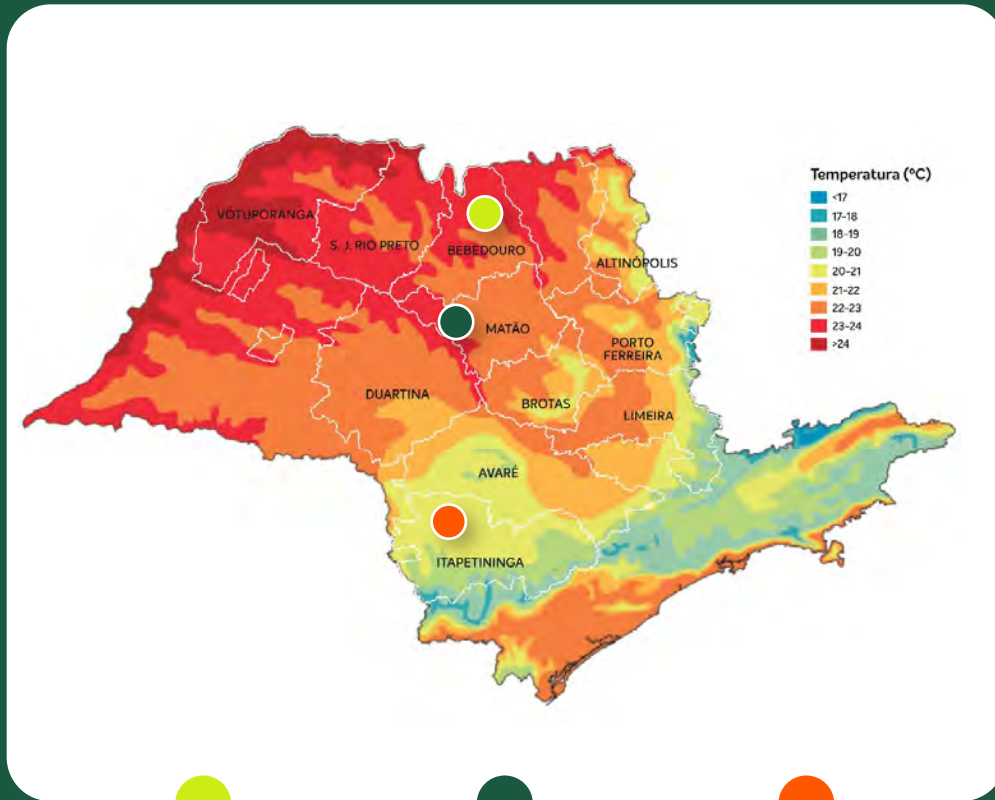 Temperatura (ºC)
<17
17-18
18-19
19-20
20-21
21-22
22-23
23-24
>24
VOTUPORANGA
S. J. RIO PRETO
BEBEDOURO
ALTINÓPOLIS
MATÃO
PORTO
FERREIRA
DUARTINA
BROTAS
LIMEIRA
AVARÉ
ITAPETININGA